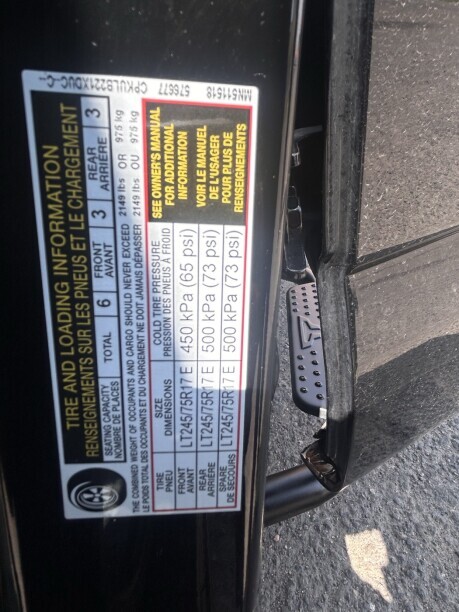 MN511518 576677 CPKULB221XDUC-C--
TIRE AND LOADING INFORMATION
RENSEIGNEMENTS SUR LES PNEUS ET LE CHARGEMENT
SEATING CAPACITY TOTAL 6 FRONT 3 REAR 3
NOMBRE DE PLACES AVANT ARRIÈRE
THE COMBINED WEIGHT OF OCCUPANTS AND CARGO SHOULD NEVER EXCEED 2149 lbs OR 975 kg
LE POIDS TOTAL DES OCCUPANTS ET DU CHARGEMENT NE DOIT JAMAIS DÉPASSER 2149 lbs OU 975 kg
TIRE SIZE COLD TIRE PRESSURE
PNEU DIMENSIONS PRESSION DES PNEUS À FROID
FRONT LT245/75R17 E 450 kPa (65 psi)
AVANT
REAR LT245/75R17 E 500 kPa (73 psi)
ARRIÈRE
SPARE LT245/75R17 E 500 kPa (73 psi)
DE SECOURS
SEE OWNER'S MANUAL
FOR ADDITIONAL
INFORMATION
VOIR LE MANUEL
DE L'USAGER
POUR PLUS DE
RENSEIGNEMENTS